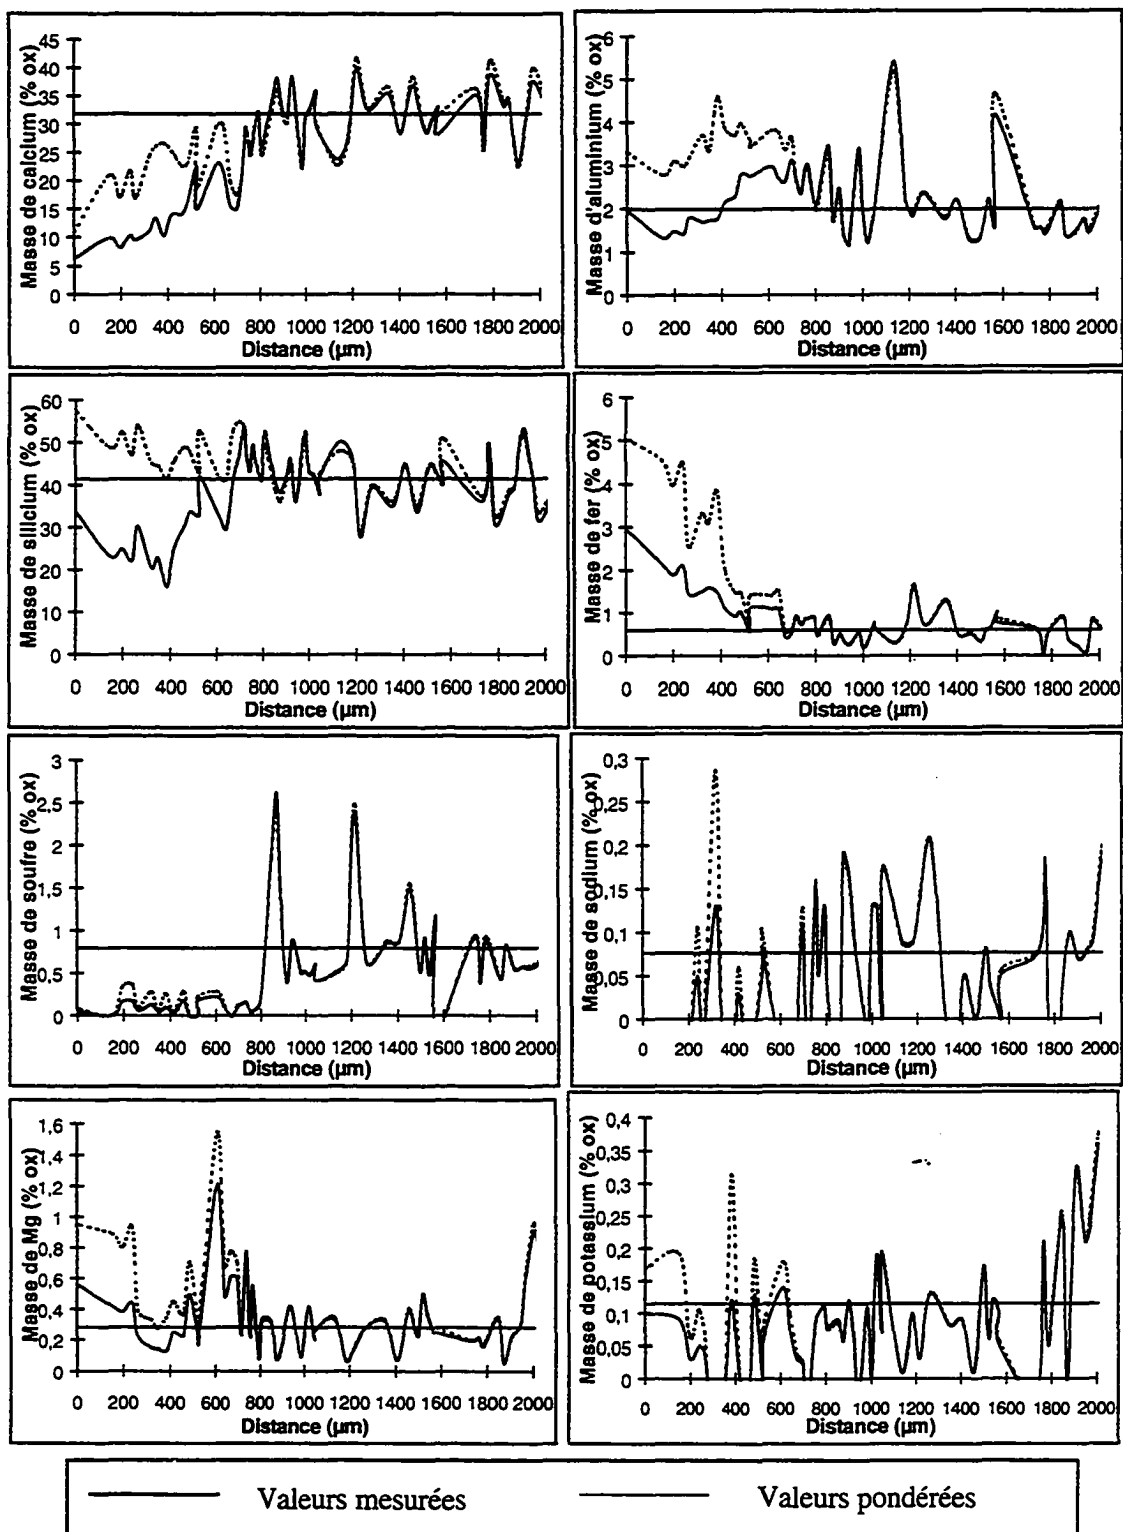 Masse de calcium (% ox)
45
40
35
30
25
20
15
10
5
0
0 200 400 600 800 1000 1200 1400 1600 1800 2000
Distance (µm)
Masse d'aluminium (% ox)
6
5
4
3
2
1
0
0 200 400 600 800 1000 1200 1400 1600 1800 2000
Distance (µm)
Masse de silicium (% ox)
60
50
40
30
20
10
0
0 200 400 600 800 1000 1200 1400 1600 1800 2000
Distance (µm)
Masse de fer (% ox)
6
5
4
3
2
1
0
0 200 400 600 800 1000 1200 1400 1600 1800 2000
Distance (µm)
Masse de soufre (% ox)
3
2,5
2
1,5
1
0,5
0
0 200 400 600 800 1000 1200 1400 1600 1800 2000
Distance (µm)
Masse de sodium (% ox)
0,3
0,25
0,2
0,15
0,1
0,05
0
0 200 400 600 800 1000 1200 1400 1600 1800 2000
Distance (µm)
Masse de Mg (% ox)
1,6
1,4
1,2
1
0,8
0,6
0,4
0,2
0
0 200 400 600 800 1000 1200 1400 1600 1800 2000
Distance (µm)
Masse de potassium (% ox)
0,4
0,35
0,3
0,25
0,2
0,15
0,1
0,05
0
0 200 400 600 800 1000 1200 1400 1600 1800 2000
Distance (µm)
Valeurs mesurées Valeurs pondérées